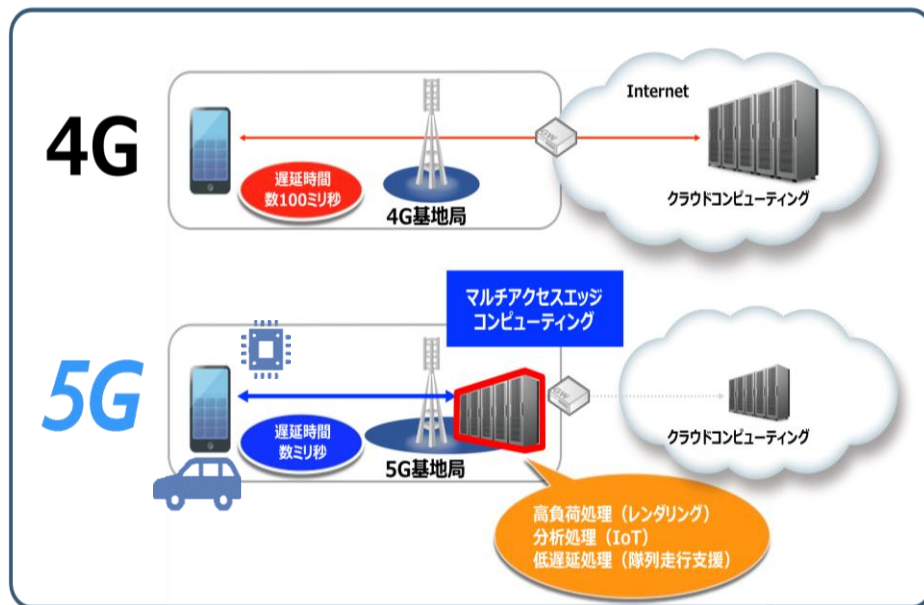 4G
遅延時間
数100ミリ秒
4G基地局
GW
Internet
クラウドコンピューティング
マルチアクセスエッジ
コンピューティング
5G
遅延時間
数ミリ秒
5G基地局
GW
クラウドコンピューティング
高負荷処理（レンダリング）
分析処理（IoT）
低遅延処理（隊列走行支援）